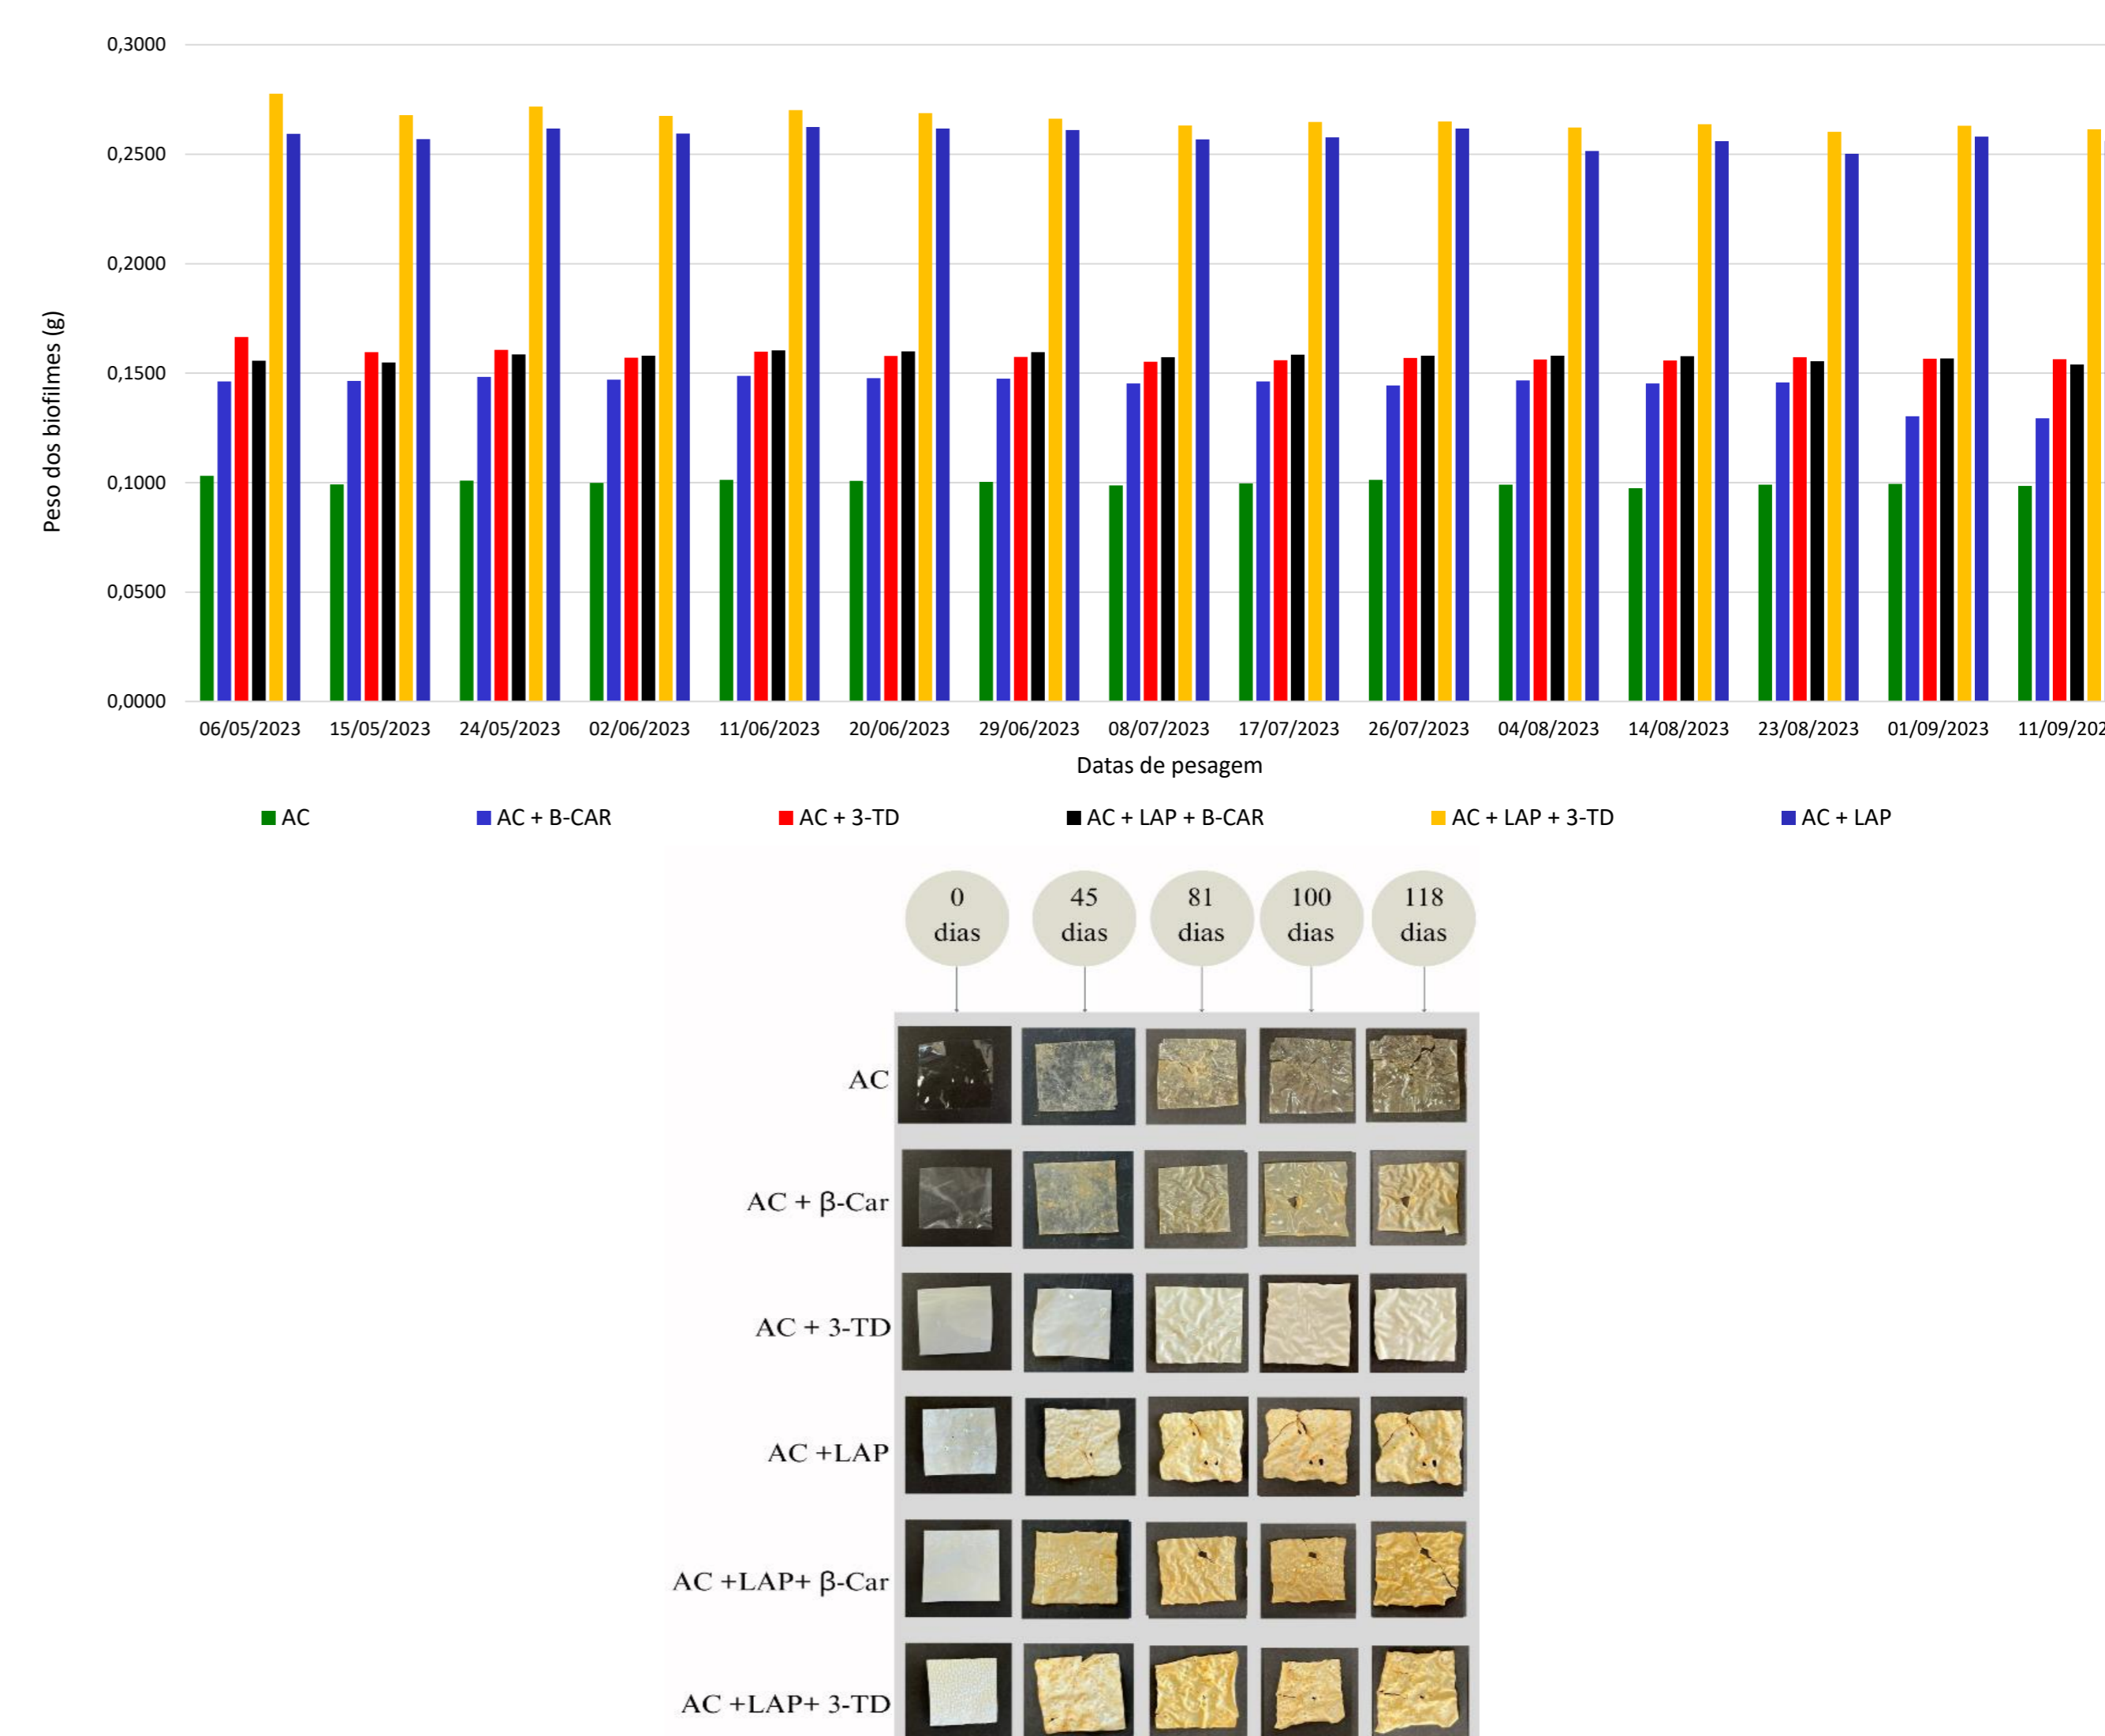 0,3000
0,2500
0,2000
0,1500
0,1000
0,0500
0,0000
Peso dos biofilmes (g)
06/05/2023 15/05/2023 24/05/2023 02/06/2023 11/06/2023 20/06/2023 29/06/2023 08/07/2023 17/07/2023 26/07/2023 04/08/2023 14/08/2023 23/08/2023 01/09/2023 11/09/202
Datas de pesagem
AC AC + B-CAR AC + 3-TD AC + LAP + B-CAR AC + LAP + 3-TD AC + LAP
0 45 81 100 118
dias dias dias dias dias
AC
AC + β-Car
AC + 3-TD
AC +LAP
AC +LAP+ β-Car
AC +LAP+ 3-TD